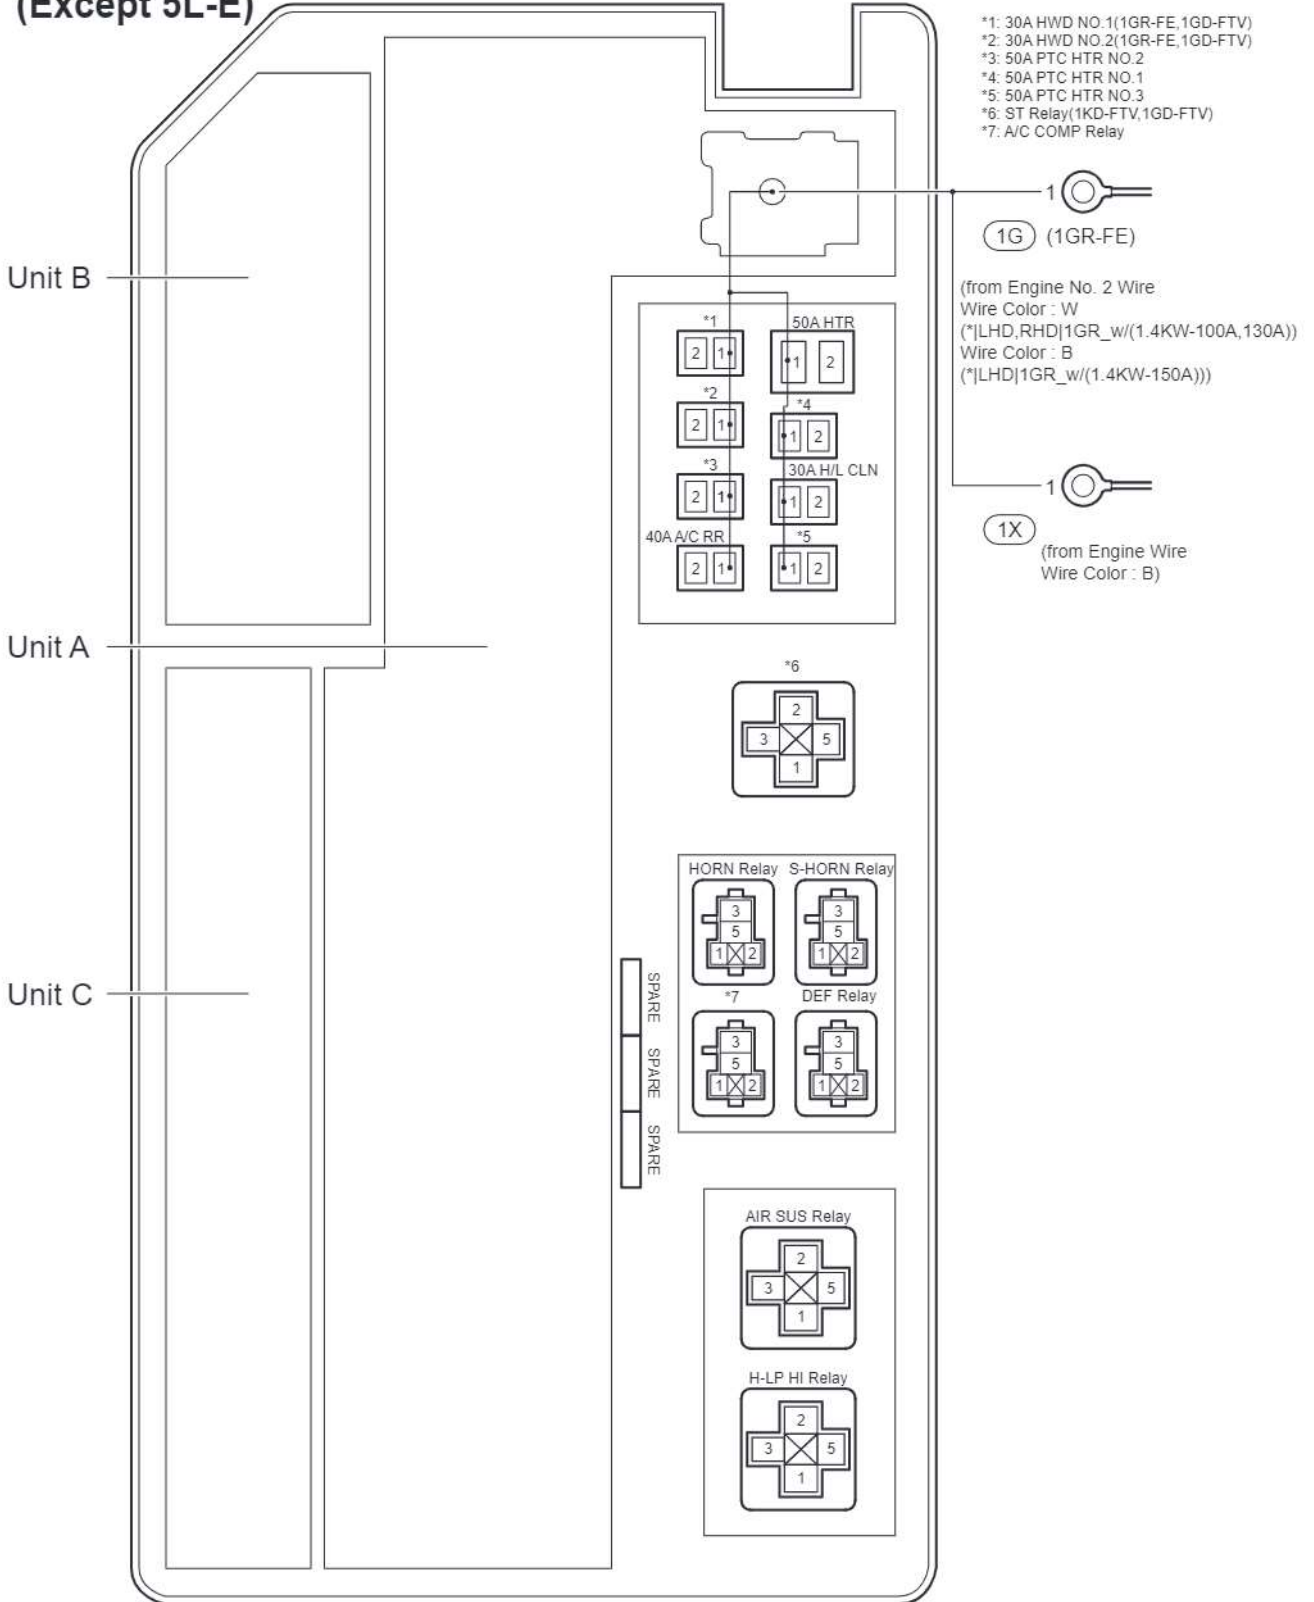 (Except 5L-E)
*1: 30A HWD NO.1(1GR-FE,1GD-FTV)
*2: 30A HWD NO.2(1GR-FE,1GD-FTV)
*3: 50A PTC HTR NO.2
*4: 50A PTC HTR NO.1
*5: 50A PTC HTR NO.3
*6: ST Relay(1KD-FTV,1GD-FTV)
*7: A/C COMP Relay
1
1G (1GR-FE)
(from Engine No. 2 Wire
Wire Color : W
(*|LHD,RHD|1GR_w/(1.4KW-100A,130A))
Wire Color : B
(*|LHD|1GR_w/(1.4KW-150A)))
1
1X
(from Engine Wire
Wire Color : B)
Unit B
Unit A
Unit C
*1 50A HTR
2 1 1 2
*2 *4
2 1 1 2
*3 30A H/L CLN
2 1 1 2
40A A/C RR *5
2 1 1 2
*6
2
3 5
1
HORN Relay S-HORN Relay
3 3
5 5
1 2 1 2
*7 DEF Relay
3 3
5 5
1 2 1 2
SPARE
SPARE
SPARE
AIR SUS Relay
2
3 5
1
H-LP HI Relay
2
3 5
1